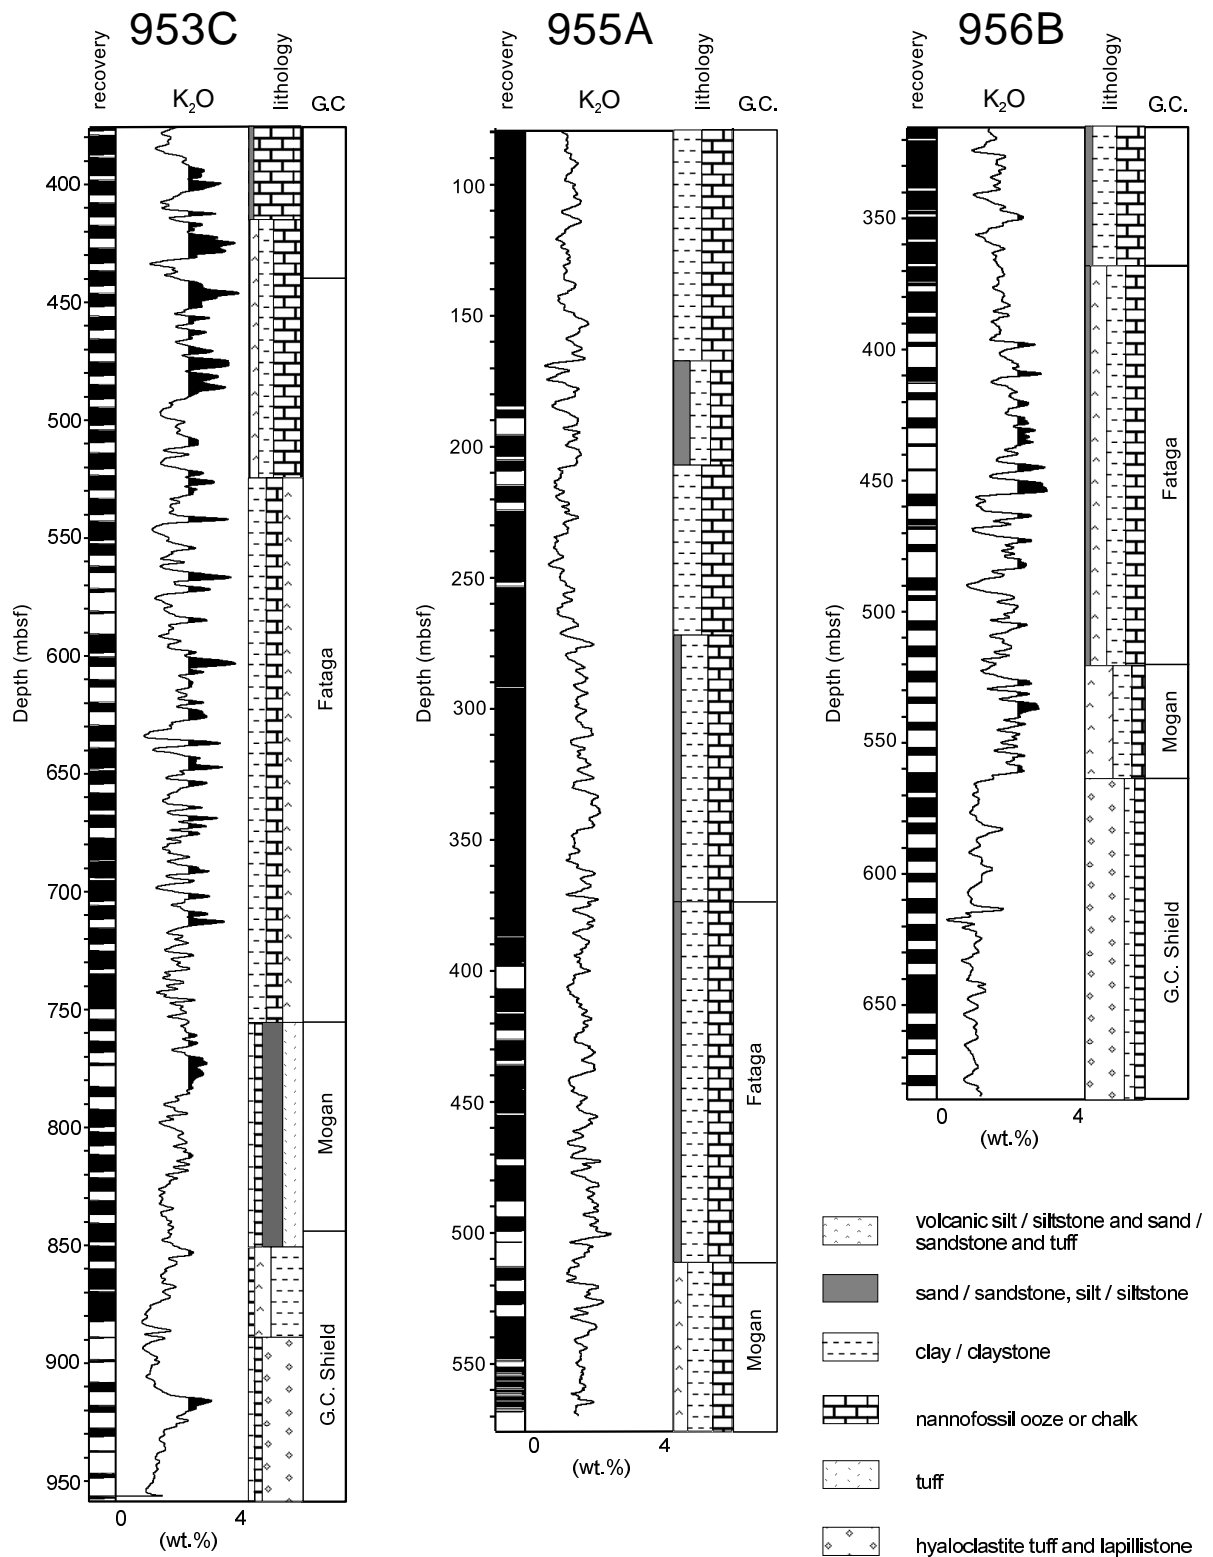 953C
recovery
K2O
lithology
G.C
Depth (mbsf)
400
450
500
550
600
650
700
750
800
850
900
950
Fataga
Mogan
G.C. Shield
0
4
(wt.%)
955A
recovery
K2O
lithology
G.C.
Depth (mbsf)
100
150
200
250
300
350
400
450
500
550
Fataga
Mogan
0
4
(wt.%)
956B
recovery
K2O
lithology
G.C.
Depth (mbsf)
350
400
450
500
550
600
650
Fataga
Mogan
G.C. Shield
0
4
(wt.%)
volcanic silt / siltstone and sand /
sandstone and tuff
sand / sandstone, silt / siltstone
clay / claystone
nannofossil ooze or chalk
tuff
hyaloclastite tuff and lapillistone